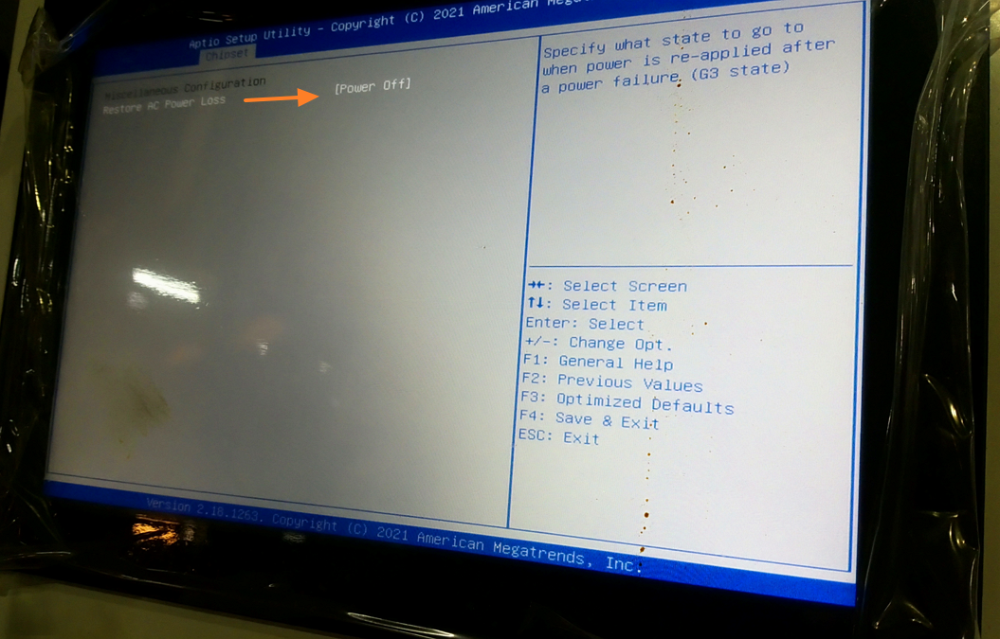 Aptio Setup Utility – Copyright (C) 2021 American
Chipset
Miscellaneous Configuration
Restore AC Power Loss [Power Off]
Specify what state to go to
when power is re-applied after
a power failure (G3 state)
→←: Select Screen
↑↓: Select Item
Enter: Select
+/-: Change Opt.
F1: General Help
F2: Previous Values
F3: Optimized Defaults
F4: Save & Exit
ESC: Exit
Version 2.18.1263. Copyright (C) 2021 American Megatrends, Inc.